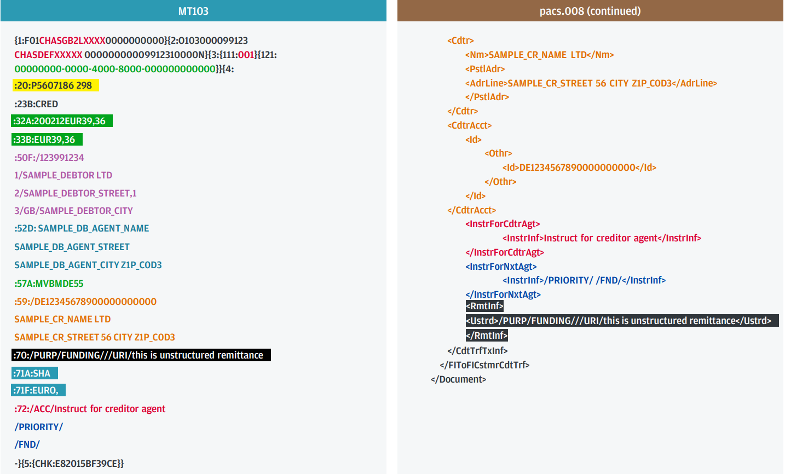 MT103
{1:F01CHASGB2LXXXX0000000000}{2:O1030000099123
CHASDEFXXXXX 00000000009912310000N}{3:{111:001}{121:
00000000-0000-4000-8000-000000000000}}{4:
:20:P5607186 298
:23B:CRED
:32A:200212EUR39,36
:33B:EUR39,36
:50F:/123991234
1/SAMPLE_DEBTOR LTD
2/SAMPLE_DEBTOR_STREET,1
3/GB/SAMPLE_DEBTOR_CITY
:52D: SAMPLE_DB_AGENT_NAME
SAMPLE_DB_AGENT_STREET
SAMPLE_DB_AGENT_CITY Z1P_COD3
:57A:MVBMDE55
:59:/DE12345678900000000000
SAMPLE_CR_NAME LTD
SAMPLE_CR_STREET 56 CITY Z1P_COD3
:70:/PURP/FUNDING///URI/this is unstructured remittance
:71A:SHA
:71F:EURO,
:72:/ACC/Instruct for creditor agent
/PRIORITY/
/FND/
-}{5:{CHK:E82015BF39CE}}
pacs.008 (continued)
<Cdtr>
<Nm>SAMPLE_CR_NAME LTD</Nm>
<PstlAdr>
<AdrLine>SAMPLE_CR_STREET 56 CITY Z1P_COD3</AdrLine>
</PstlAdr>
</Cdtr>
<CdtrAcct>
<Id>
<Othr>
<Id>DE1234567890000000000</Id>
</Othr>
</Id>
</CdtrAcct>
<InstrForCdtrAgt>
<InstrInf>Instruct for creditor agent</InstrInf>
</InstrForCdtrAgt>
<InstrForNxtAgt>
<InstrInf>/PRIORITY/ /FND/</InstrInf>
</InstrForNxtAgt>
<RmtInf>
<Ustrd>/PURP/FUNDING///URI/this is unstructured remittance</Ustrd>
</RmtInf>
</CdtTrfTxInf>
</FIToFICstmrCdtTrf>
</Document>